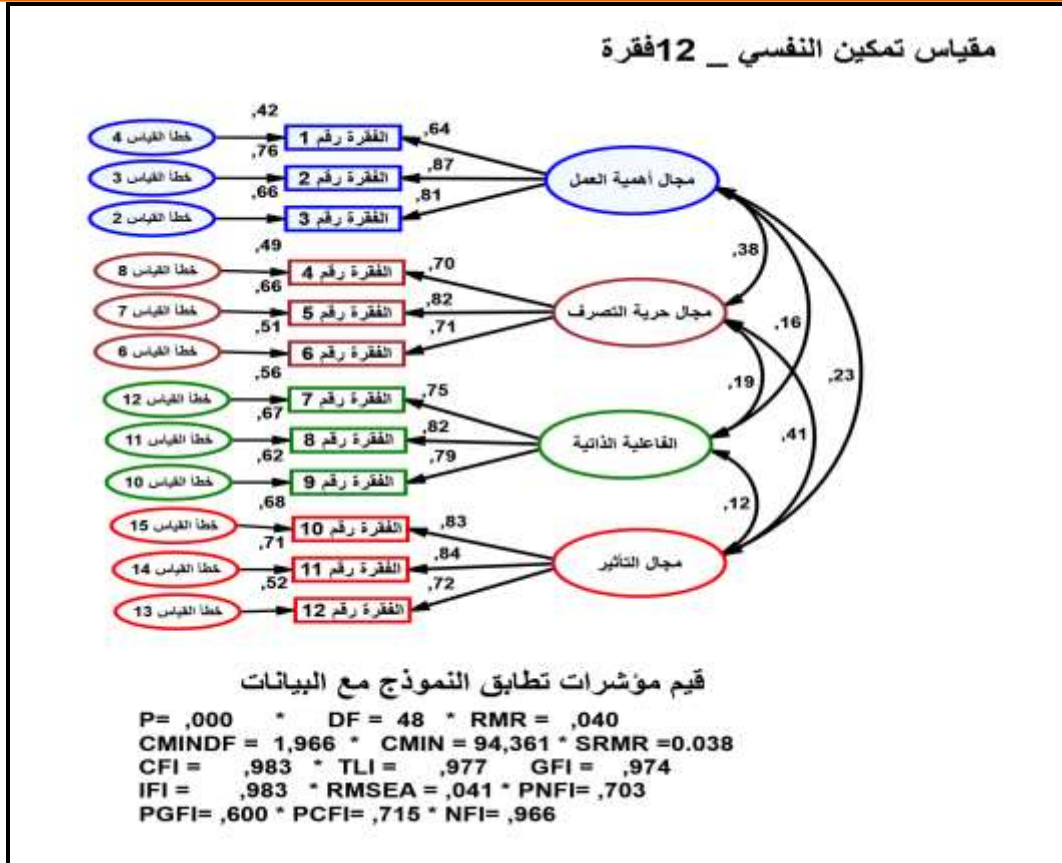 مقياس تمكين النفسي _ 12فقرة
,42
خطأ القياس 4
الفقرة رقم 1
,64
,76
خطأ القياس 3
الفقرة رقم 2
,87
مجال أهمية العمل
,66
خطأ القياس 2
الفقرة رقم 3
,81
,49
,38
خطأ القياس 8
الفقرة رقم 4
,70
,66
خطأ القياس 7
الفقرة رقم 5
,82
مجال حرية التصرف
,51
,16
خطأ القياس 6
الفقرة رقم 6
,71
,56
,19
,23
خطأ القياس 12
الفقرة رقم 7
,75
,67
خطأ القياس 11
الفقرة رقم 8
,82
الفاعلية الذاتية
,41
,62
خطأ القياس 10
الفقرة رقم 9
,79
,68
,12
خطأ القياس 15
الفقرة رقم 10
,83
,71
خطأ القياس 14
الفقرة رقم 11
,84
مجال التأثير
,52
خطأ القياس 13
الفقرة رقم 12
,72
قيم مؤشرات تطابق النموذج مع البيانات
P= ,000 * DF = 48 * RMR = ,040
CMINDF = 1,966 * CMIN = 94,361 * SRMR =0.038
CFI = ,983 * TLI = ,977 GFI = ,974
IFI = ,983 * RMSEA = ,041 * PNFI= ,703
PGFI= ,600 * PCFI= ,715 * NFI= ,966